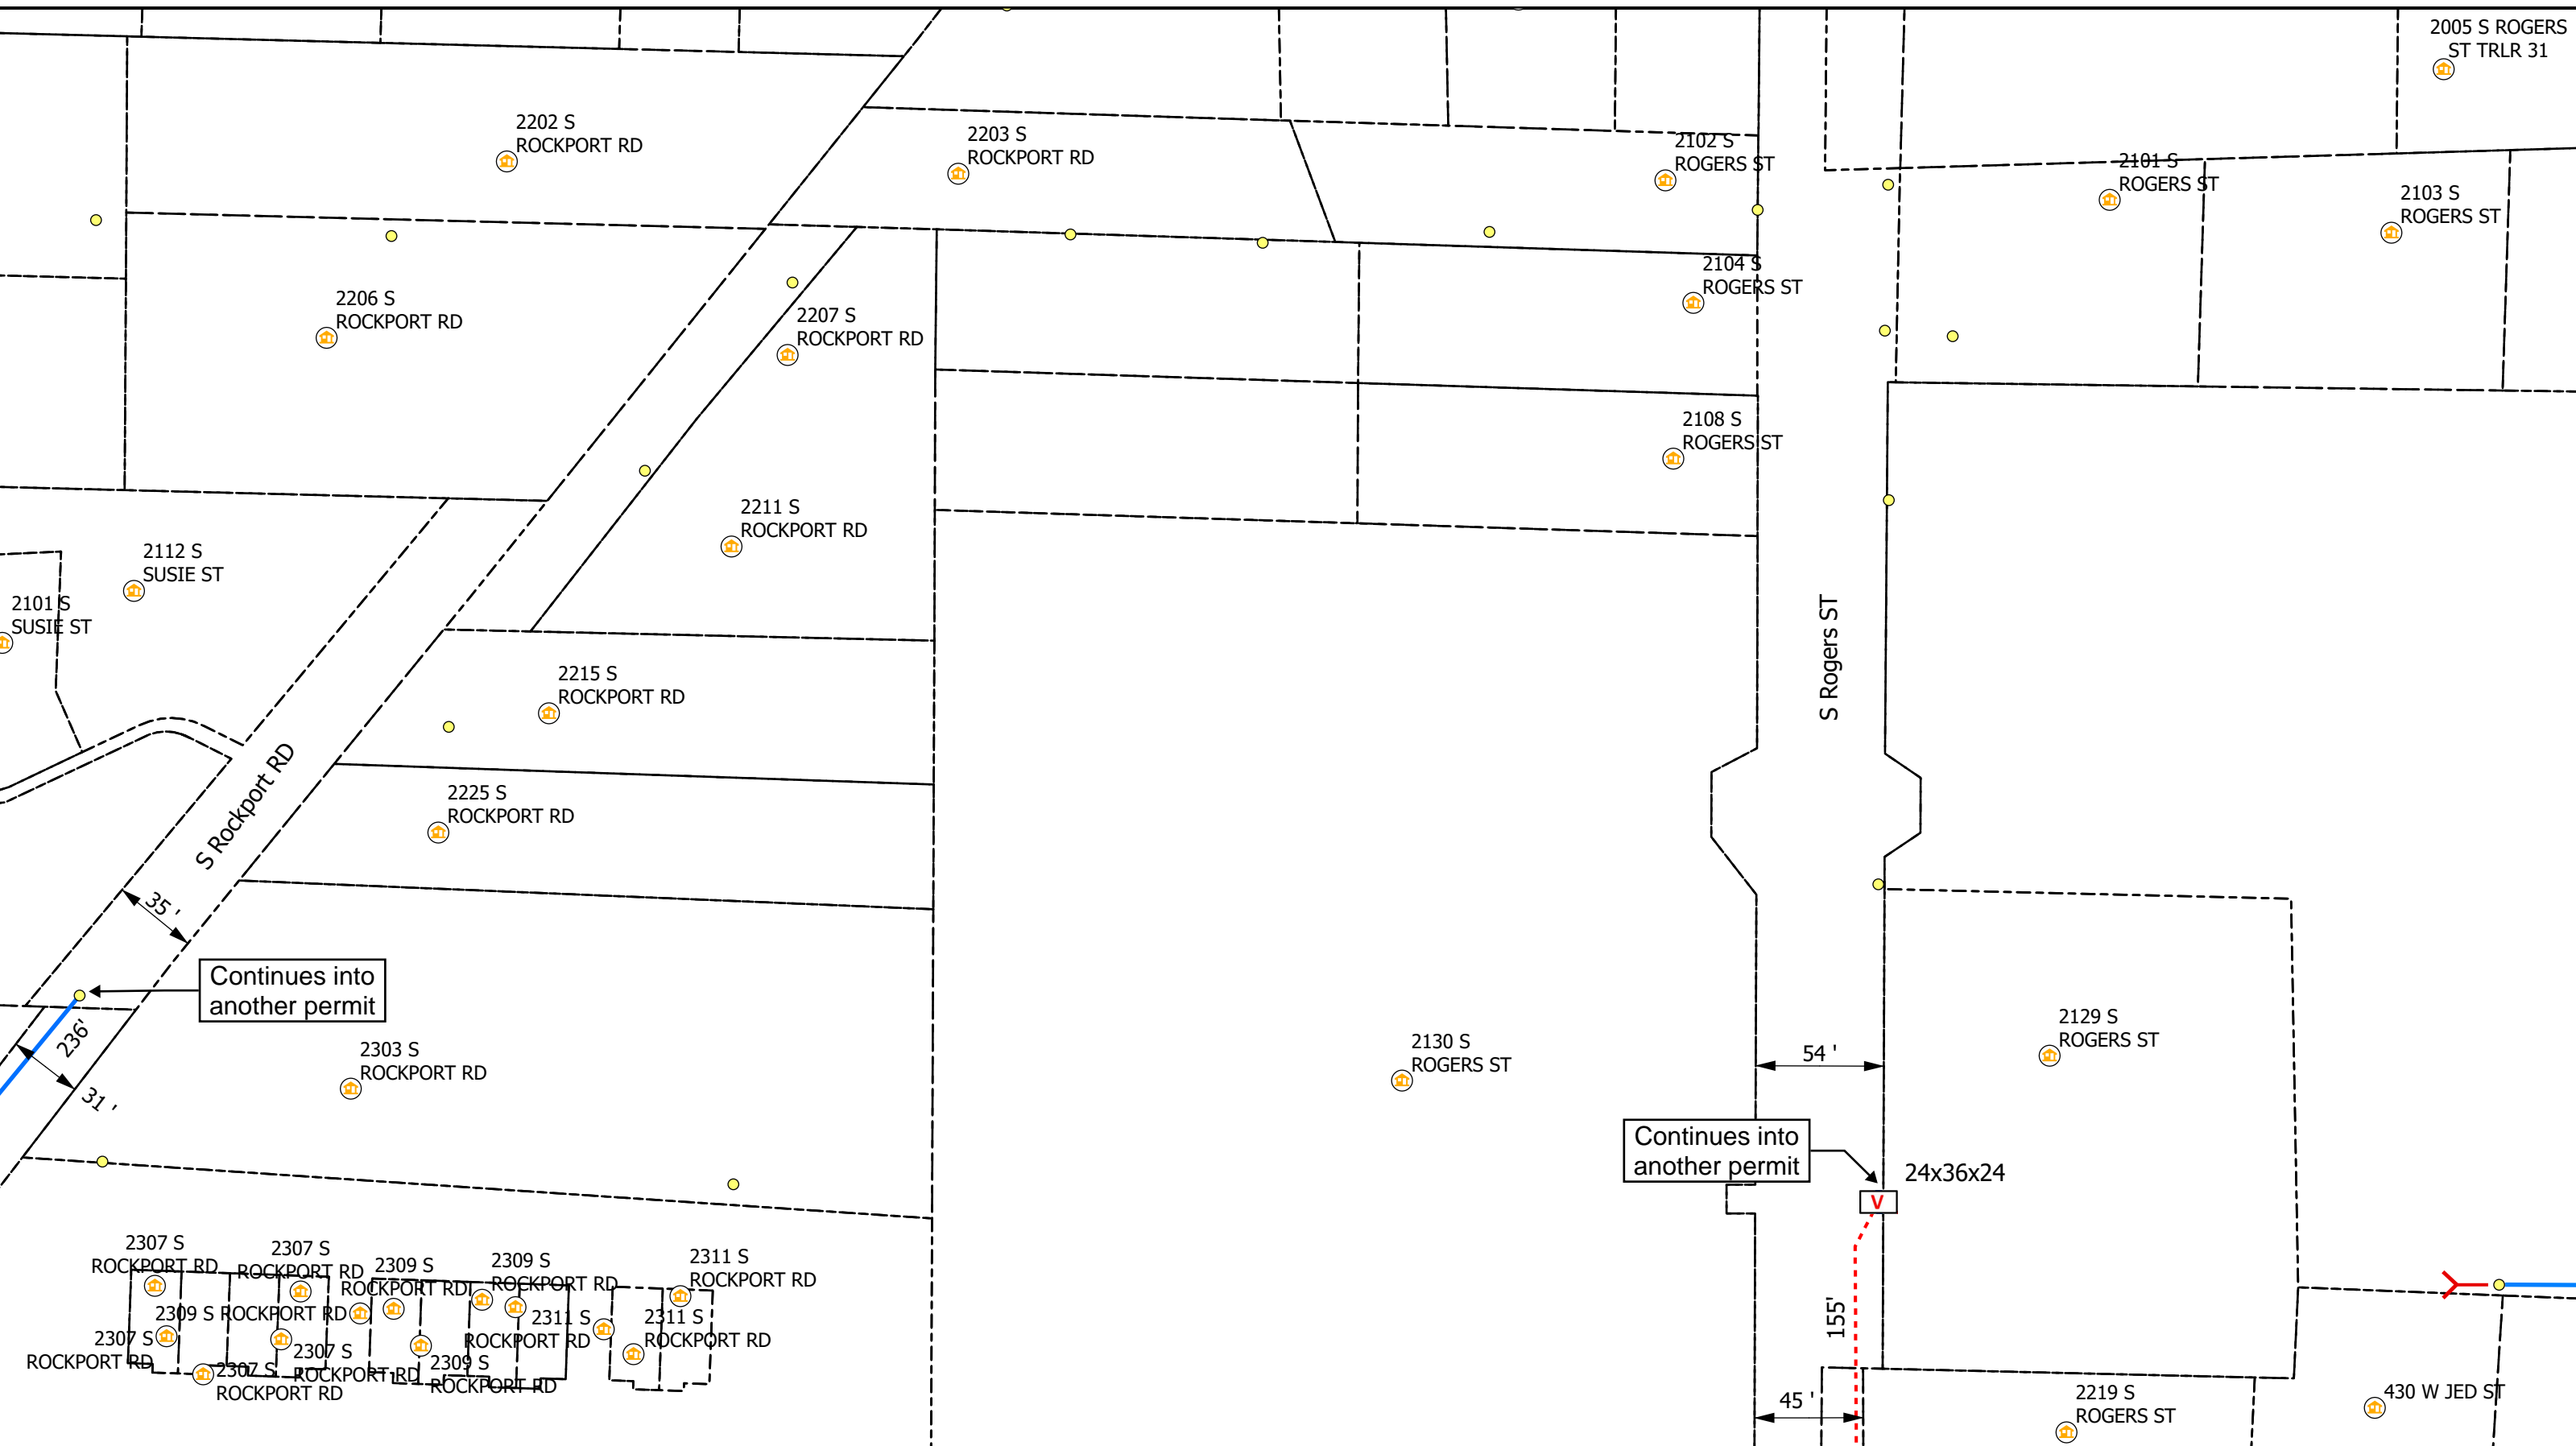 2005 S ROGERS
ST TRLR 31
2202 S
ROCKPORT RD
2203 S
ROCKPORT RD
2102 S
ROGERS ST
2101 S
ROGERS ST
2103 S
ROGERS ST
2206 S
ROCKPORT RD
2207 S
ROCKPORT RD
2104 S
ROGERS ST
2108 S
ROGERS ST
2211 S
ROCKPORT RD
2112 S
SUSIE ST
2101 S
SUSIE ST
S Rogers ST
2215 S
ROCKPORT RD
S Rockport RD
2225 S
ROCKPORT RD
35 '
Continues into
another permit
236'
31 '
2303 S
ROCKPORT RD
2130 S
ROGERS ST
54 '
2129 S
ROGERS ST
Continues into
another permit
24x36x24
V
2307 S
ROCKPORT RD
2307 S
ROCKPORT RD
2309 S
ROCKPORT RD
2309 S
ROCKPORT RD
2311 S
ROCKPORT RD
2309 S ROCKPORT RD
2311 S
ROCKPORT RD
2311 S
ROCKPORT RD
2307 S
ROCKPORT RD
2307 S
ROCKPORT RD
2307 S
ROCKPORT RD
2309 S
ROCKPORT RD
155'
45 '
2219 S
ROGERS ST
430 W JED ST